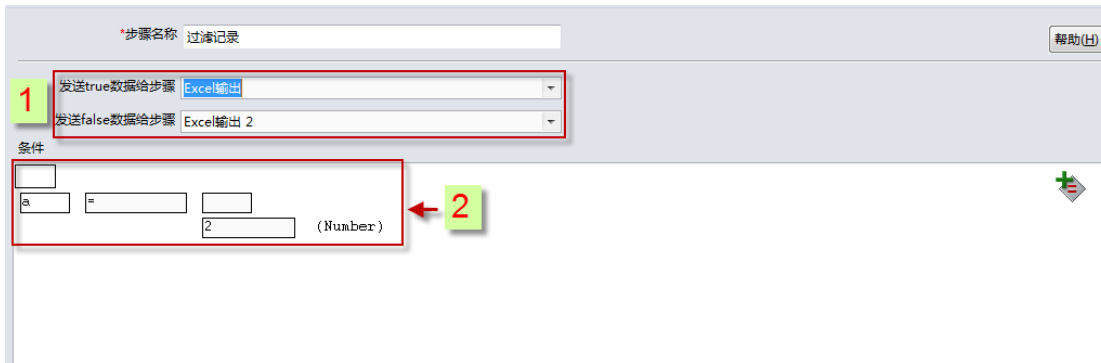 *步骤名称 过滤记录
帮助(H)
1
发送true数据给步骤 Excel输出
发送false数据给步骤 Excel输出 2
条件
a =
2 (Number)
2